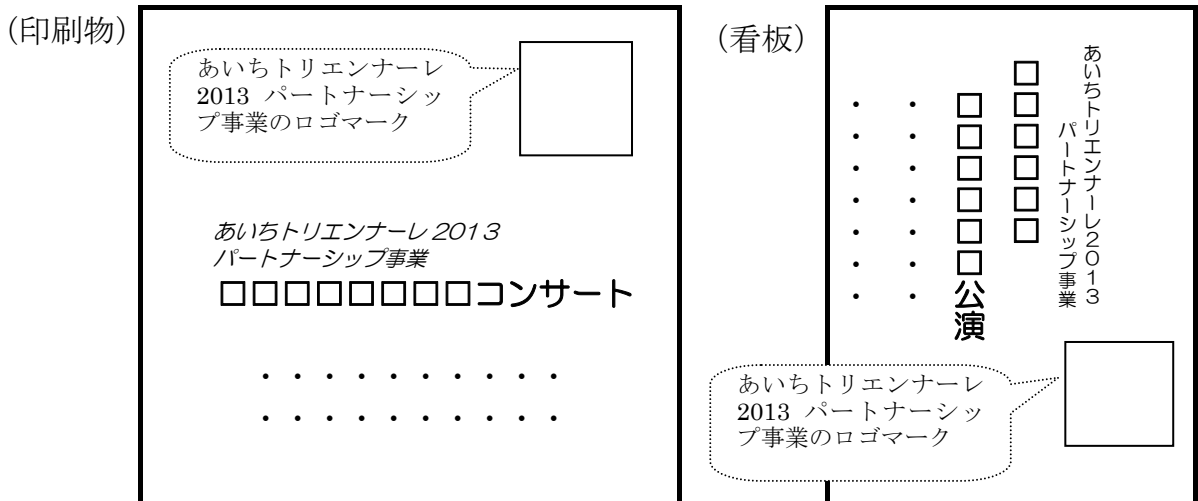 (印刷物)
あいちトリエンナーレ
2013 パートナーシッ
プ事業のロゴマーク
あいちトリエンナーレ2013
パートナーシップ事業
□□□□□□□□コンサート
・・・・・・・・・・
・・・・・・・・・・
(看板)
あいちトリエンナーレ2013
パートナーシップ事業
□□□□□□
□□□□□□公演
・・・・・・・
・・・・・・・
あいちトリエンナーレ
2013 パートナーシッ
プ事業のロゴマーク